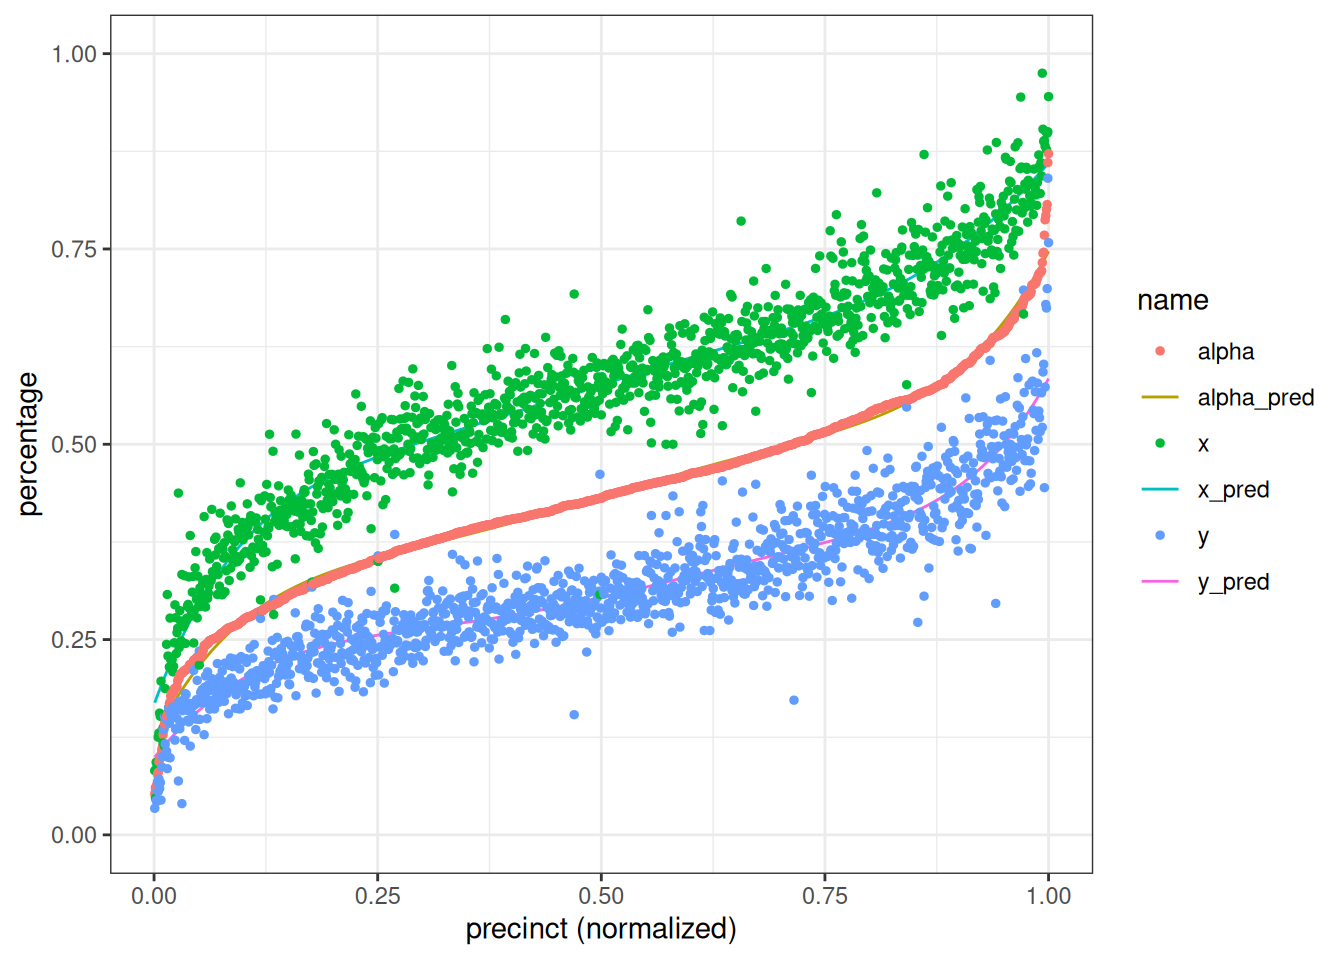 1.00
0.75
0.50
0.25
0.00
percentage
0.00 0.25 0.50 0.75 1.00
precinct (normalized)
name
alpha
alpha_pred
x
x_pred
y
y_pred